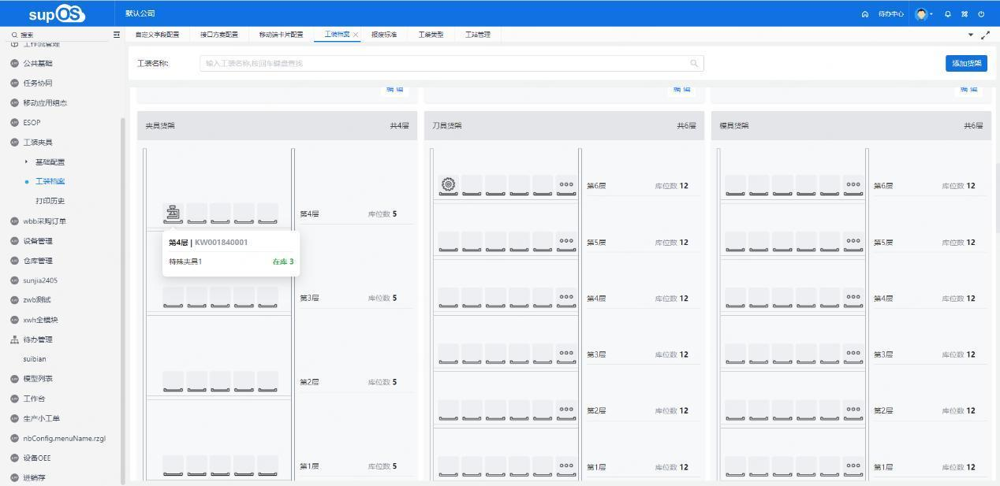 supOS
默认公司
待办中心
搜索
自定义字段配置
接口方案配置
移动端卡片配置
工装档案
报废标准
工装类型
工站管理
工作流管理
公共基础
任务协同
移动应用组态
ESOP
工装夹具
基础配置
工装档案
打印历史
wbb采购订单
设备管理
仓库管理
sunjia2405
zwb测试
xwh全模块
待办管理
suibian
模型列表
工作台
生产小工单
nbConfig.menuName.rzgl
设备OEE
进销存
工装名称:
输入工装名称,按回车键盘查找
添加货架
编 辑
编 辑
编 辑
夹具货架
共4层
第4层
库位数 5
第4层 | KW001840001
特殊夹具1
在库 3
第3层
库位数 5
第2层
库位数 5
第1层
库位数 5
刀具货架
共6层
第6层
库位数 12
第5层
库位数 12
第4层
库位数 12
第3层
库位数 12
第2层
库位数 12
第1层
库位数 12
模具货架
共6层
第6层
库位数 12
第5层
库位数 12
第4层
库位数 12
第3层
库位数 12
第2层
库位数 12
第1层
库位数 12